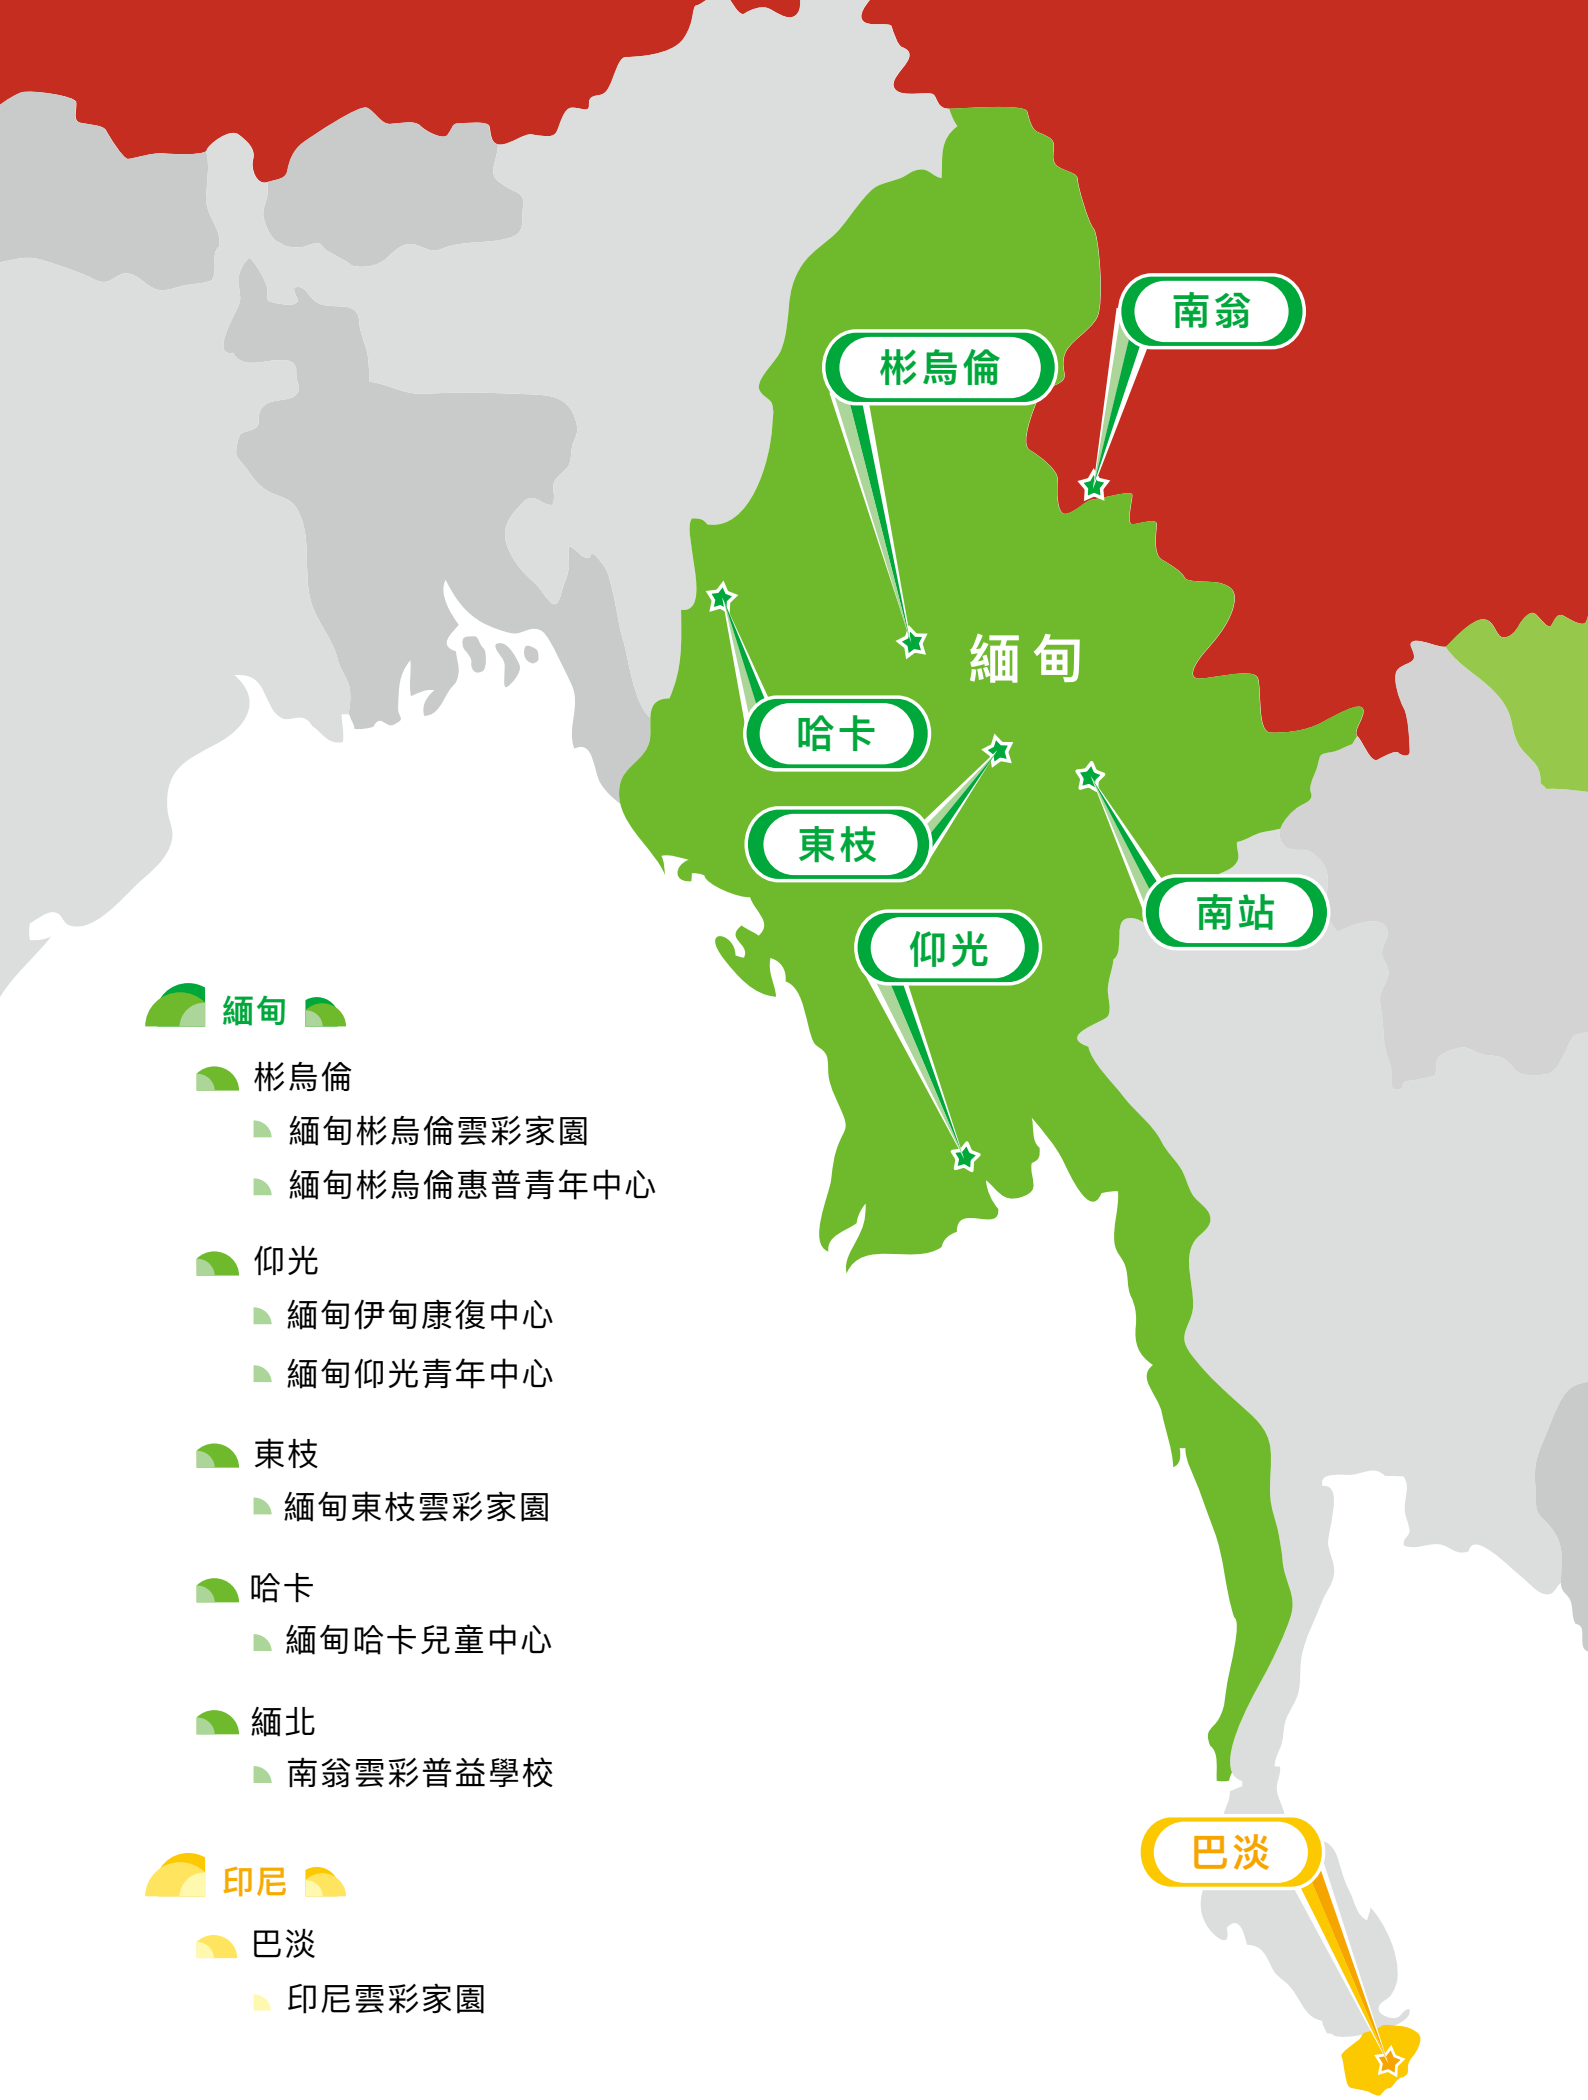 南翁
彬烏倫
緬甸
哈卡
東枝
南站
仰光
緬甸
彬烏倫
緬甸彬烏倫雲彩家園
緬甸彬烏倫惠普青年中心
仰光
緬甸伊甸康復中心
緬甸仰光青年中心
東枝
緬甸東枝雲彩家園
哈卡
緬甸哈卡兒童中心
緬北
南翁雲彩普益學校
巴淡
印尼
巴淡
印尼雲彩家園